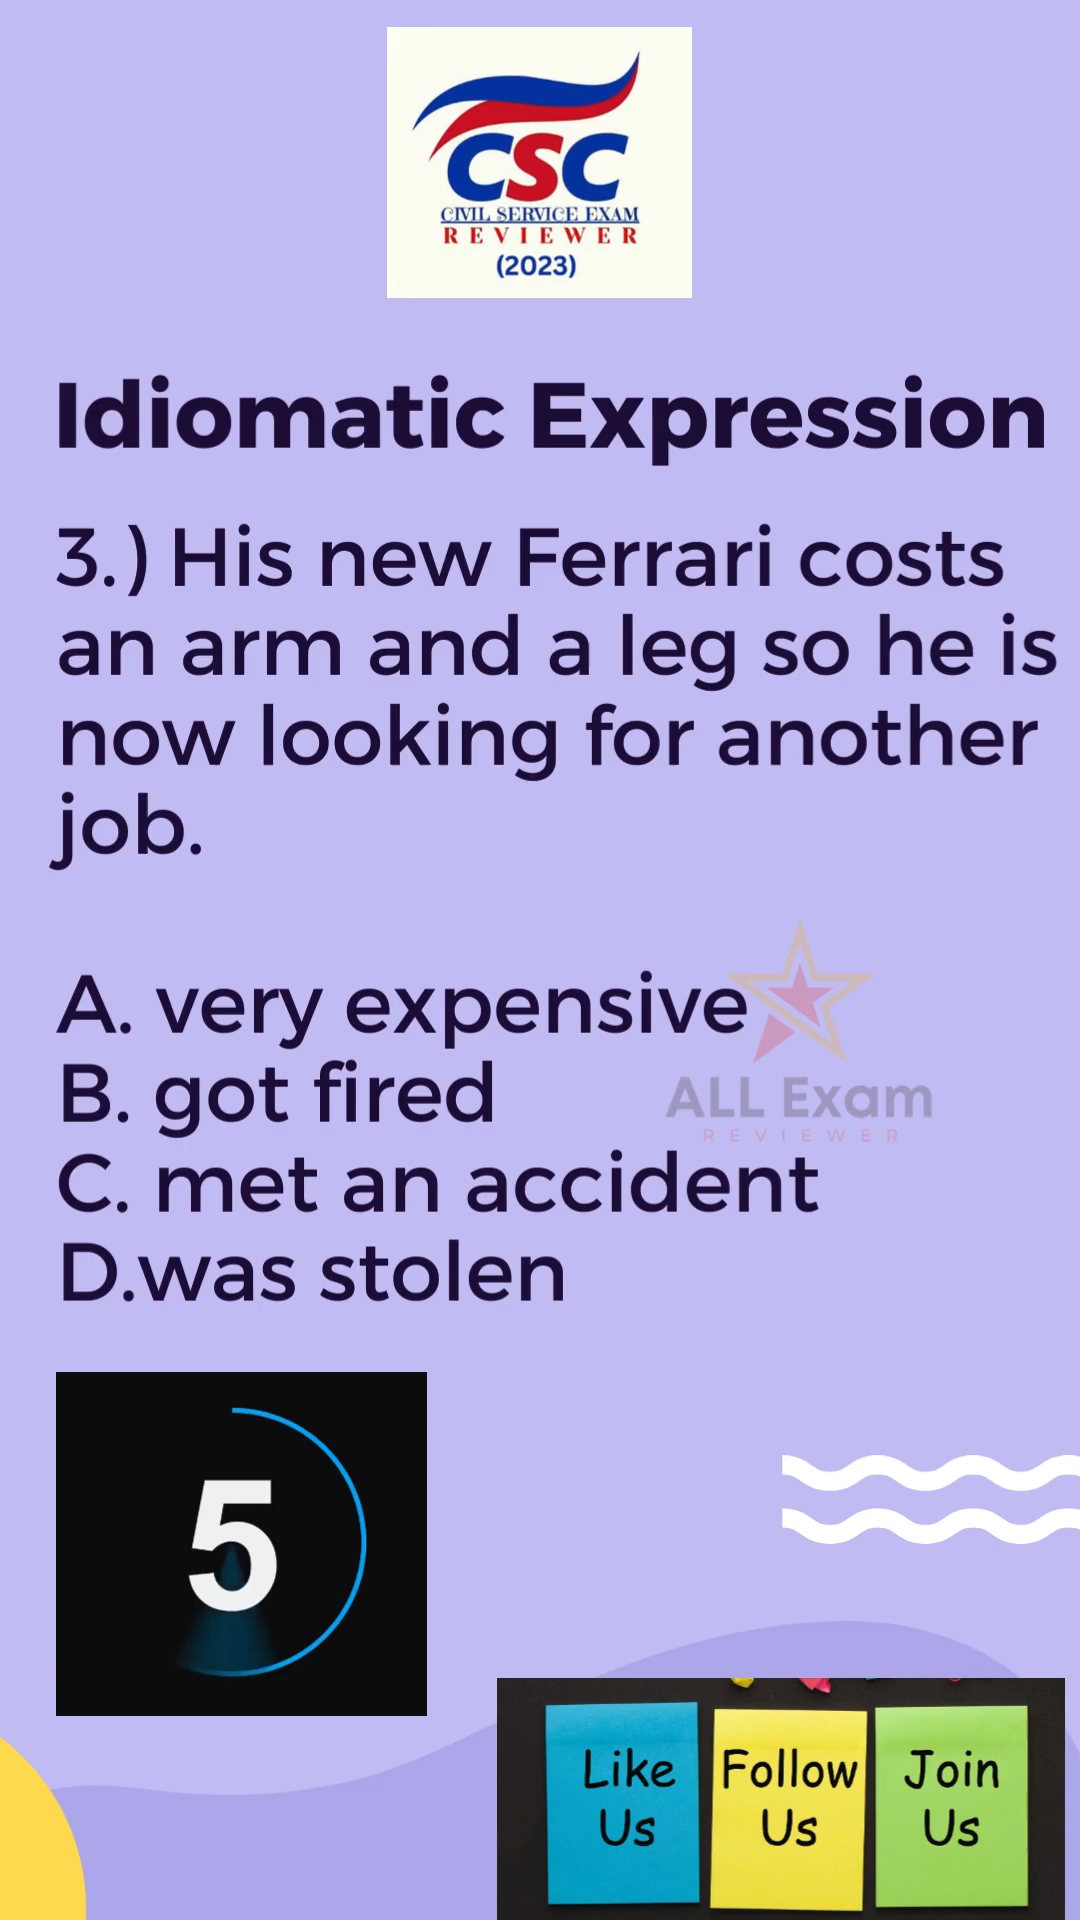 CSC
CIVIL SERVICE EXAM
REVIEWER
(2023)
Idiomatic Expression
3.) His new Ferrari costs
an arm and a leg so he is
now looking for another
job.
A. very expensive
B. got fired
C. met an accident
D.was stolen
ALL Exam
REVIEWER
5
Like Us
Follow Us
Join Us